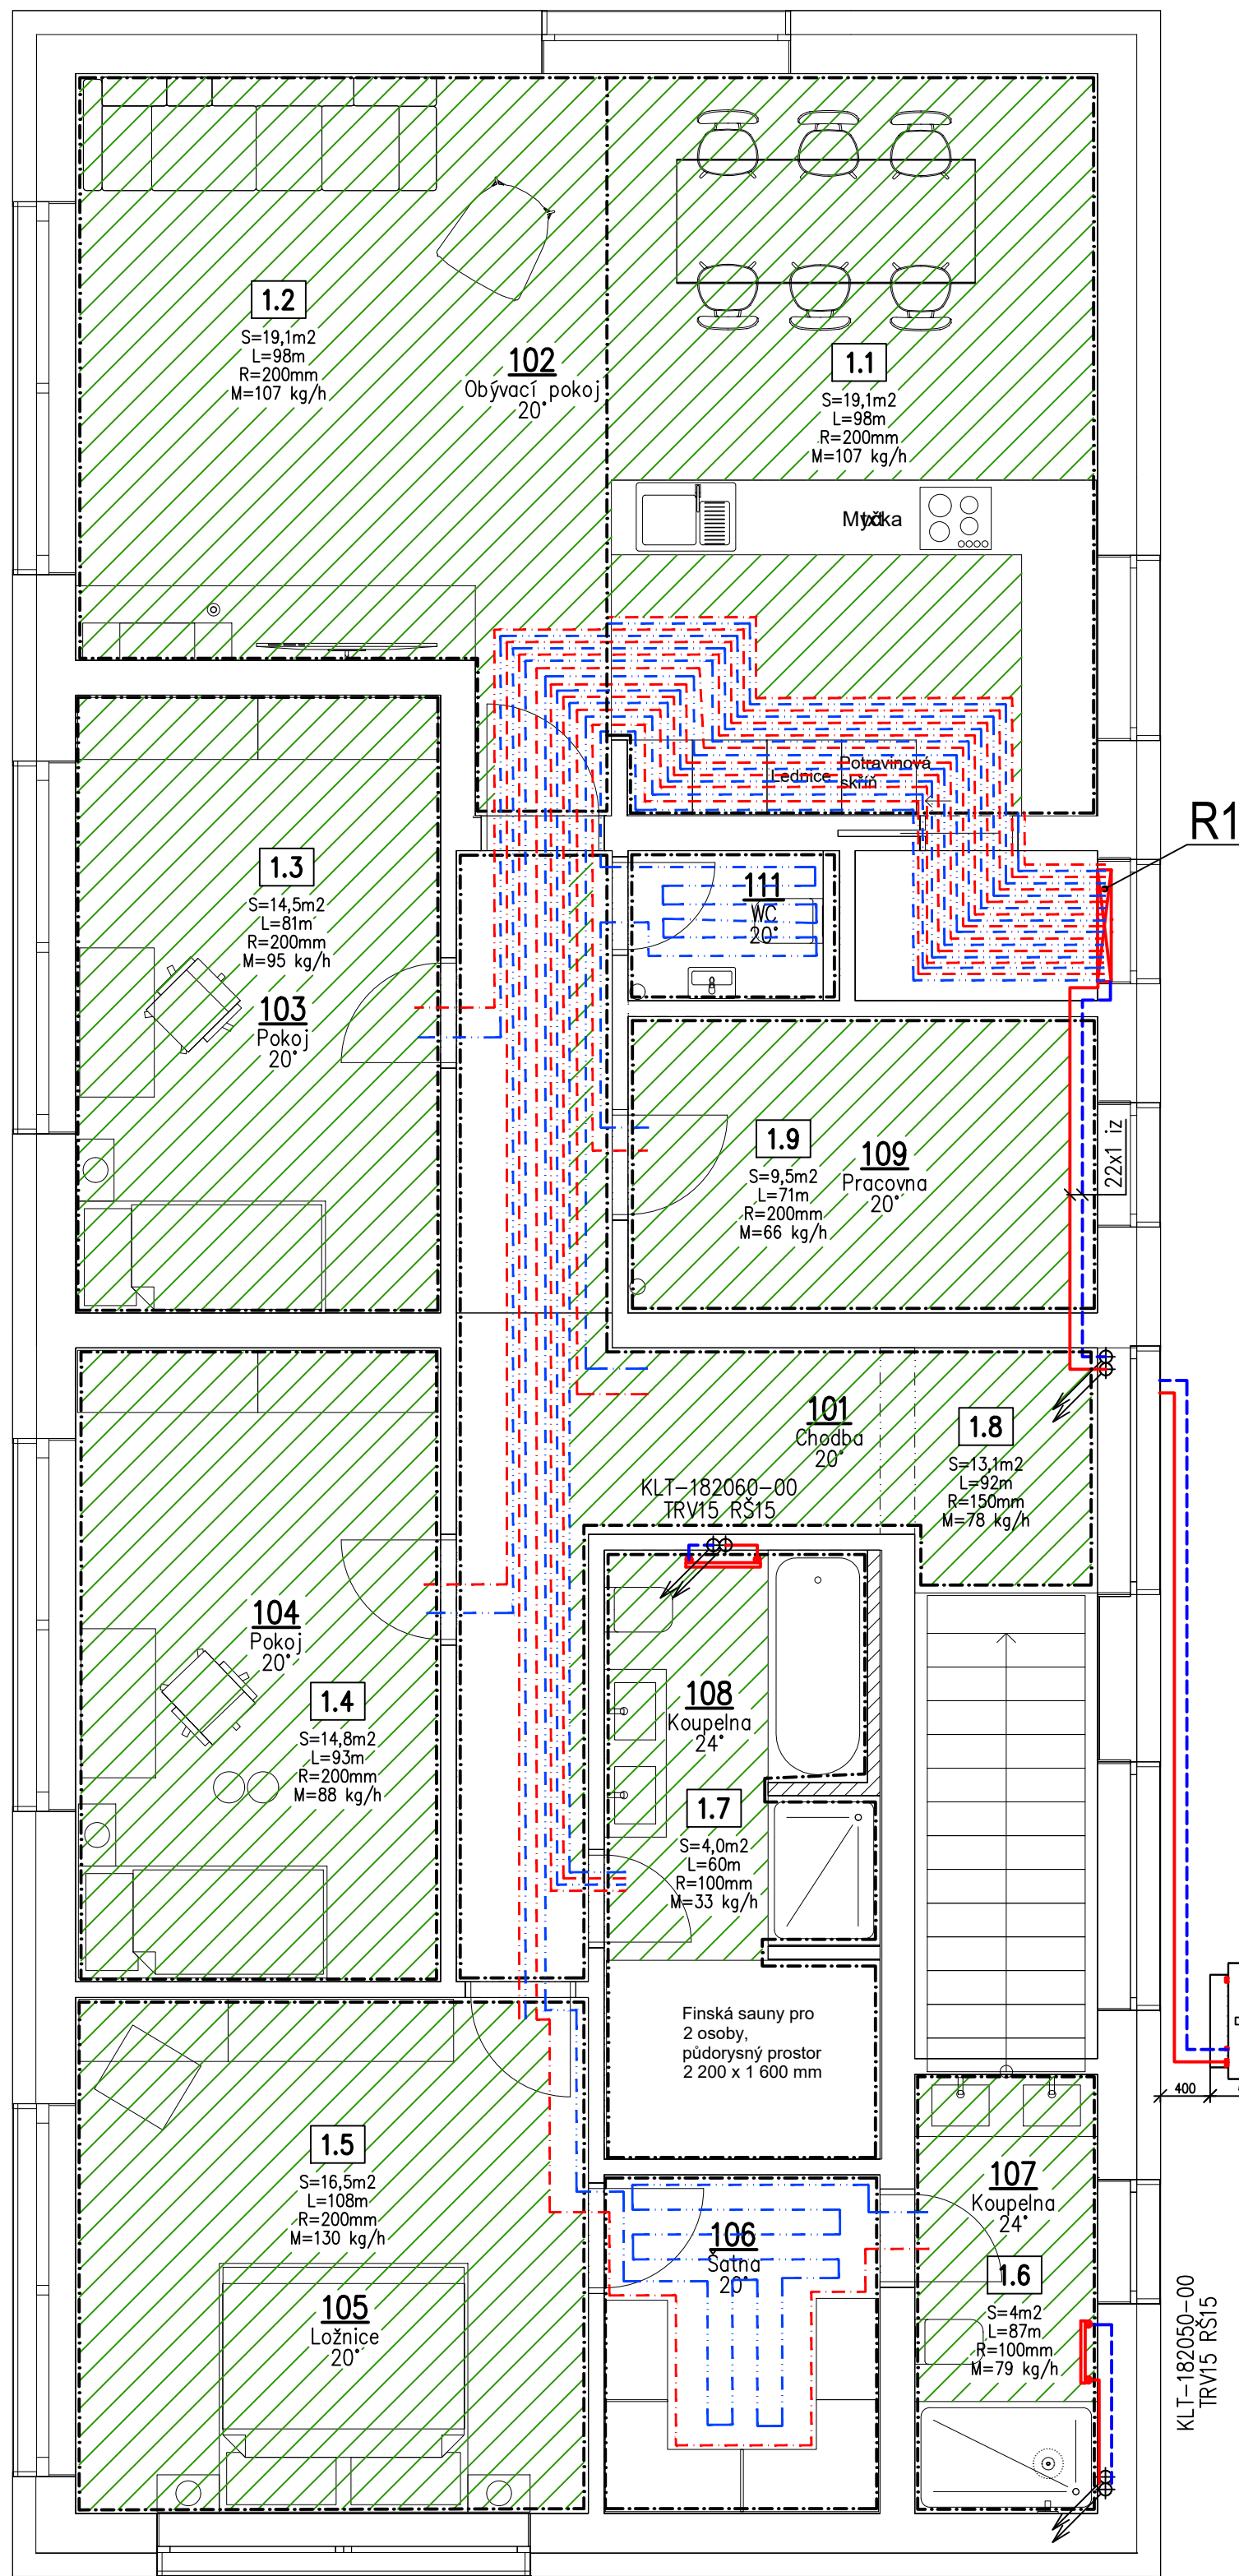 1.2
S=19,1m2
L=98m
R=200mm
M=107 kg/h
102
Obývací pokoj
20°
1.1
S=19,1m2
L=98m
R=200mm
M=107 kg/h
Lednice
Potravinová
skříň
R1
1.3
S=14,5m2
L=81m
R=200mm
M=95 kg/h
103
Pokoj
20°
111
WC
20°
1.9
S=9,5m2
L=71m
R=200mm
M=66 kg/h
109
Pracovna
20°
22x1 iz
101
Chodba
20°
1.8
S=13,1m2
L=92m
R=150mm
M=78 kg/h
KLT-182060-00
TRV15 RŠ15
104
Pokoj
20°
1.4
S=14,8m2
L=93m
R=200mm
M=88 kg/h
108
Koupelna
24°
1.7
S=4,0m2
L=60m
R=100mm
M=33 kg/h
Finská sauny pro
2 osoby,
půdorysný prostor
2 200 x 1 600 mm
400
1.5
S=16,5m2
L=108m
R=200mm
M=130 kg/h
105
Ložnice
20°
106
Šatna
20°
107
Koupelna
24°
1.6
S=4m2
L=87m
R=100mm
M=79 kg/h
KLT-182050-00
TRV15 RŠ15